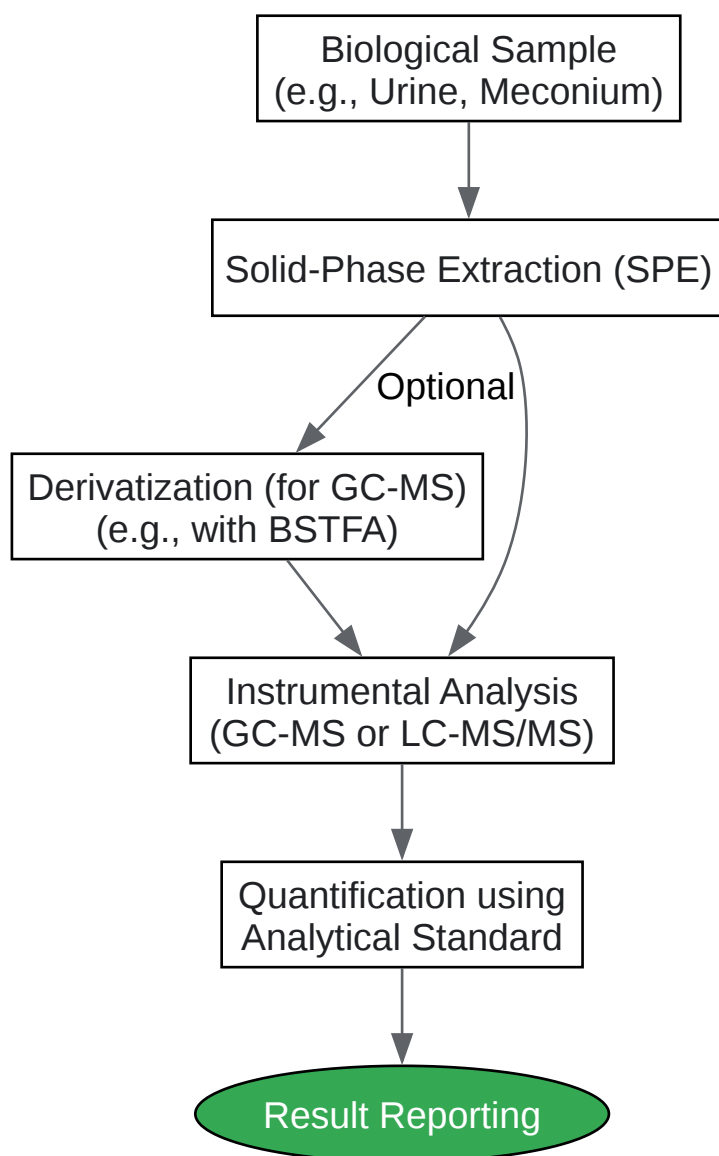 Biological Sample
(e.g., Urine, Meconium)
Solid-Phase Extraction (SPE)
Optional
Derivatization (for GC-MS)
(e.g., with BSTFA)
Instrumental Analysis
(GC-MS or LC-MS/MS)
Quantification using
Analytical Standard
Result Reporting